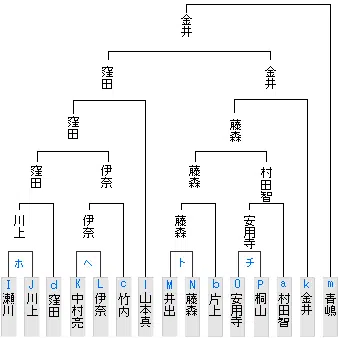 金井
窪田 金井
窪田 藤森
窪田 伊奈 藤森 村田智
川上 伊奈 藤森 安用寺
ホ ヘ ト チ
I J d K L c l M N b O P a k m
瀬川 川上 窪田 中村亮 伊奈 竹内 山本真 井出 藤森 片上 安用寺 桐山 村田智 金井 青嶋